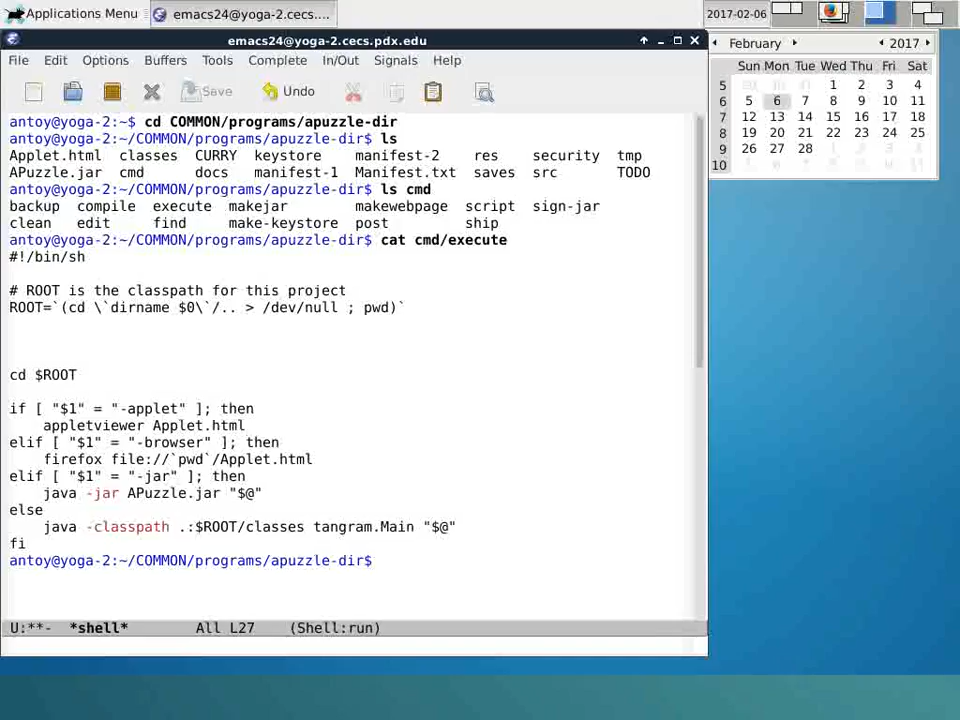 Applications Menu emacs24@yoga-2.cecs.... 2017-02-06
emacs24@yoga-2.cecs.pdx.edu
File Edit Options Buffers Tools Complete In/Out Signals Help
Save Undo
antoy@yoga-2:~$ cd COMMON/programs/apuzzle-dir
antoy@yoga-2:~/COMMON/programs/apuzzle-dir$ ls
Applet.html classes CURRY keystore manifest-2 res security tmp
APuzzle.jar cmd docs manifest-1 Manifest.txt saves src TODO
antoy@yoga-2:~/COMMON/programs/apuzzle-dir$ ls cmd
backup compile execute makejar makewebpage script sign-jar
clean edit find make-keystore post ship
antoy@yoga-2:~/COMMON/programs/apuzzle-dir$ cat cmd/execute
#!/bin/sh
# ROOT is the classpath for this project
ROOT=`(cd \`dirname $0\`/.. > /dev/null ; pwd)`
cd $ROOT
if [ "$1" = "-applet" ]; then
appletviewer Applet.html
elif [ "$1" = "-browser" ]; then
firefox file://`pwd`/Applet.html
elif [ "$1" = "-jar" ]; then
java -jar APuzzle.jar "$@"
else
java -classpath .:$ROOT/classes tangram.Main "$@"
fi
antoy@yoga-2:~/COMMON/programs/apuzzle-dir$
U:**- *shell* All L27 (Shell:run)
February 2017
Sun Mon Tue Wed Thu Fri Sat
5 1 2 3 4
6 5 6 7 8 9 10 11
7 12 13 14 15 16 17 18
8 19 20 21 22 23 24 25
9 26 27 28
10